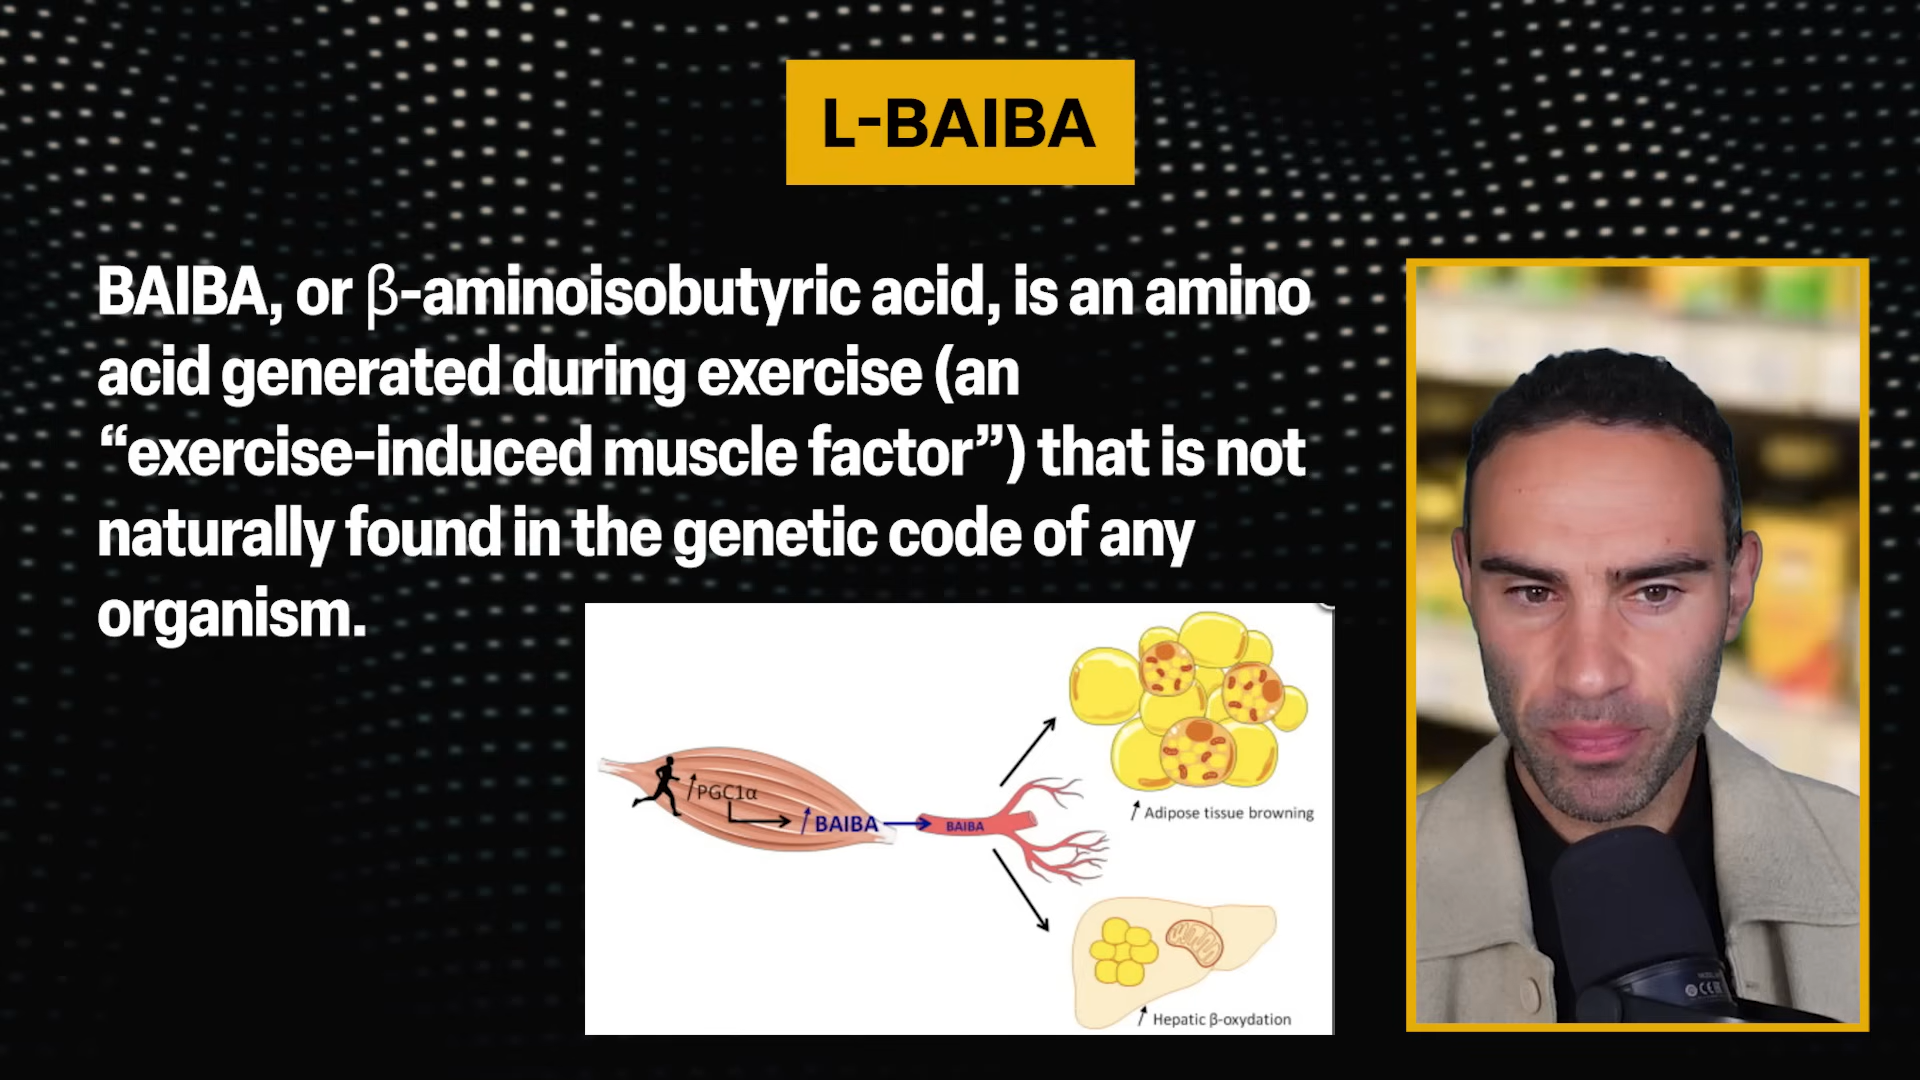 L-BAIBA
BAIBA, or β-aminoisobutyric acid, is an amino
acid generated during exercise (an
“exercise-induced muscle factor”) that is not
naturally found in the genetic code of any
organism.
PGC1α
BAIBA
BAIBA
Adipose tissue browning
Hepatic β-oxydation
CE